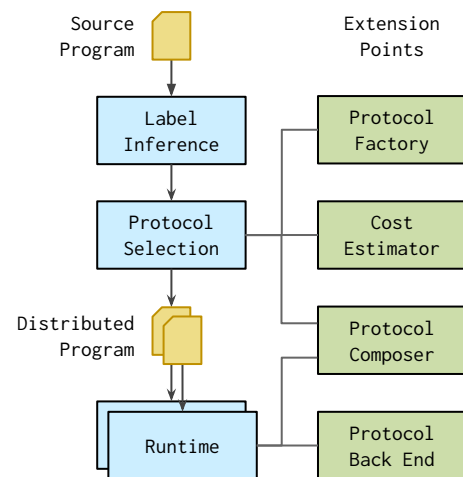 Source
Program
Extension
Points
Label
Inference
Protocol
Factory
Protocol
Selection
Cost
Estimator
Distributed
Program
Protocol
Composer
Runtime
Protocol
Back End